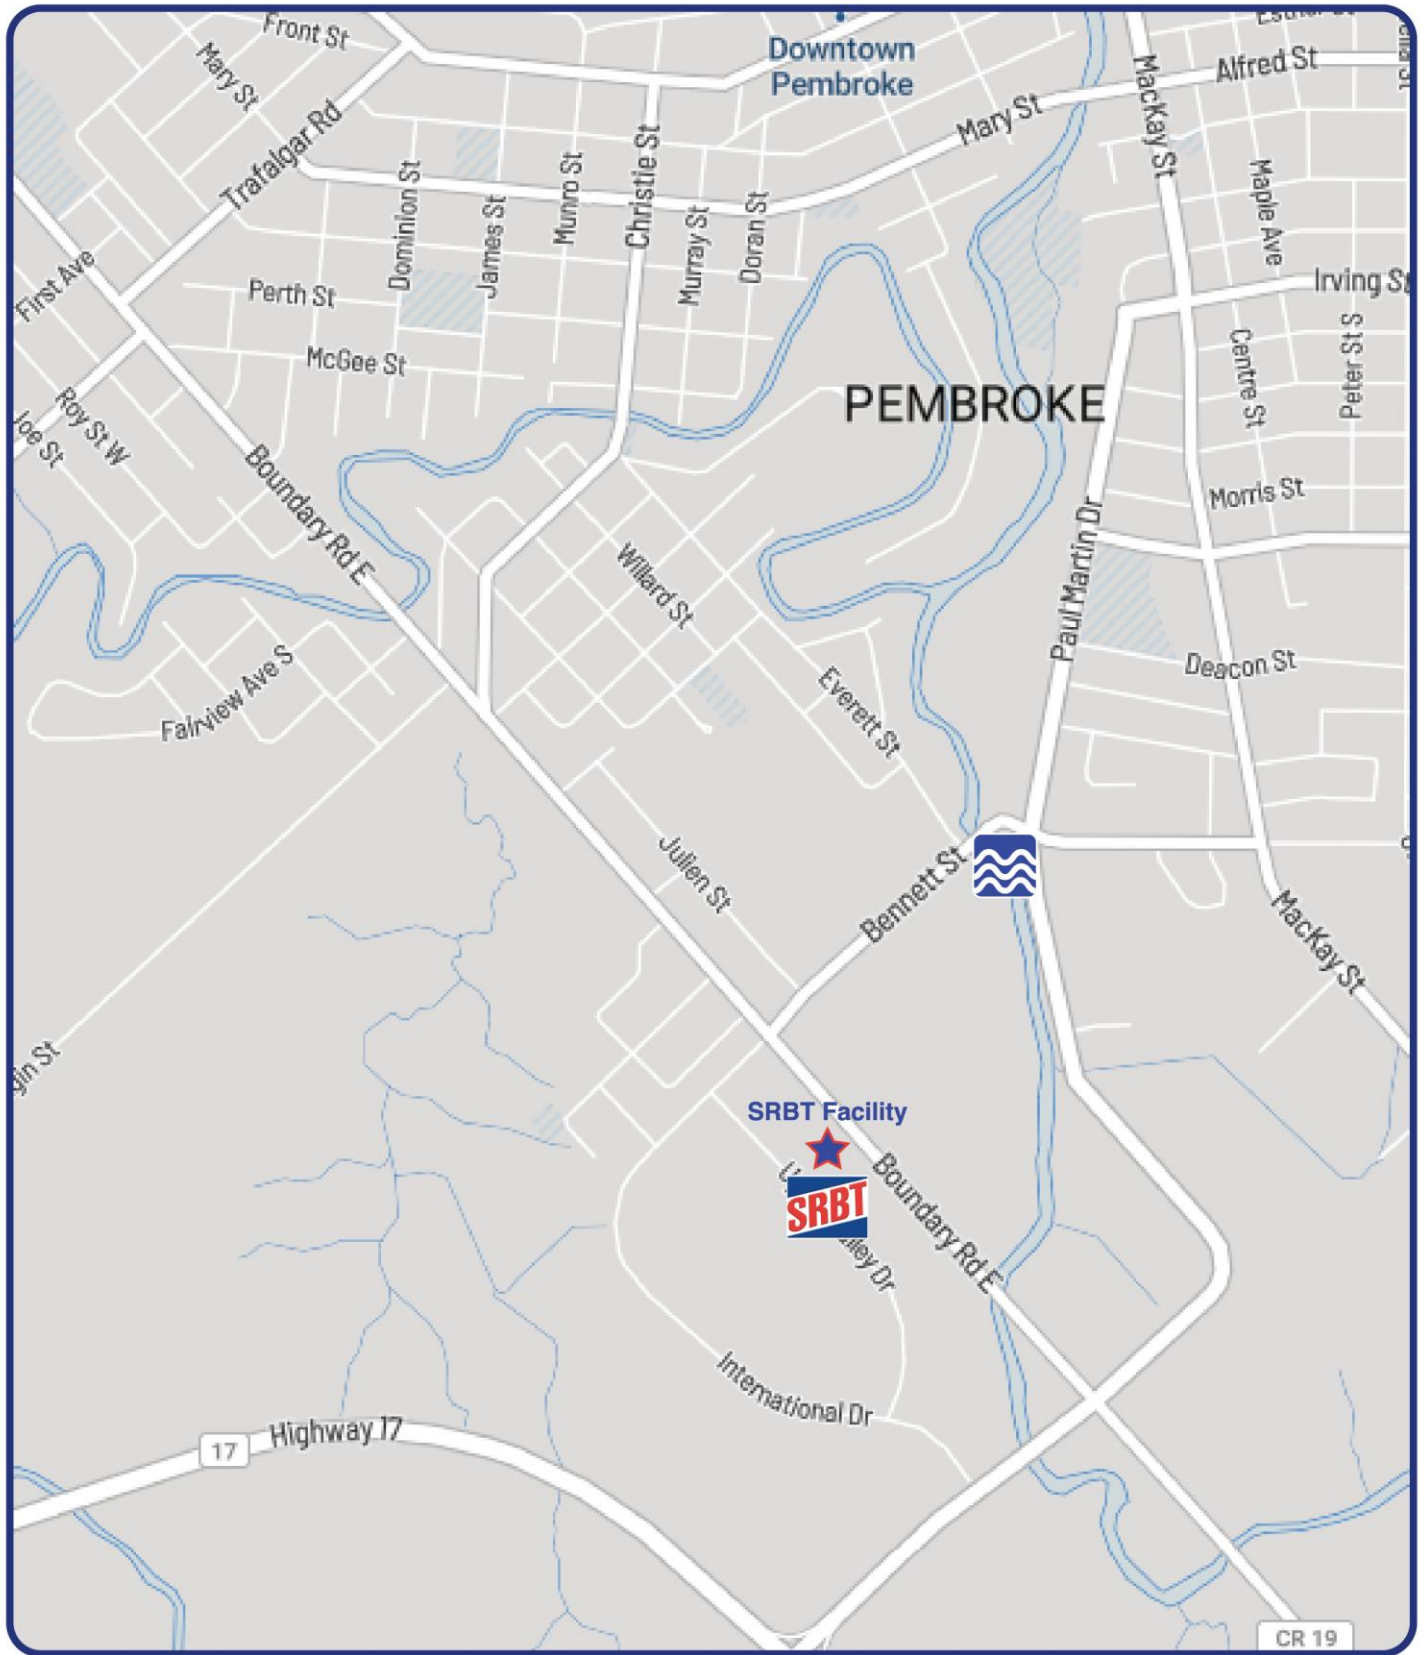 Front St
Mary St
Downtown
Pembroke
MacKay St
Alfred St
Mary St
Trafalgar Rd
Christie St
Dominion St
James St
Munro St
Murray St
Doran St
Maple Ave
First Ave
Perth St
Irving St
McGee St
Centre St
Peter St S
PEMBROKE
Roy St W
Joe St
Boundary Rd E
Morris St
Paul Martin Dr
Willard St
Deacon St
Fairview Ave S
Everett St
Julien St
Bennett St
MacKay St
gin St
SRBT Facility
SRBT
Boundary Rd E
lley Dr
International Dr
Highway 17
17
CR 19